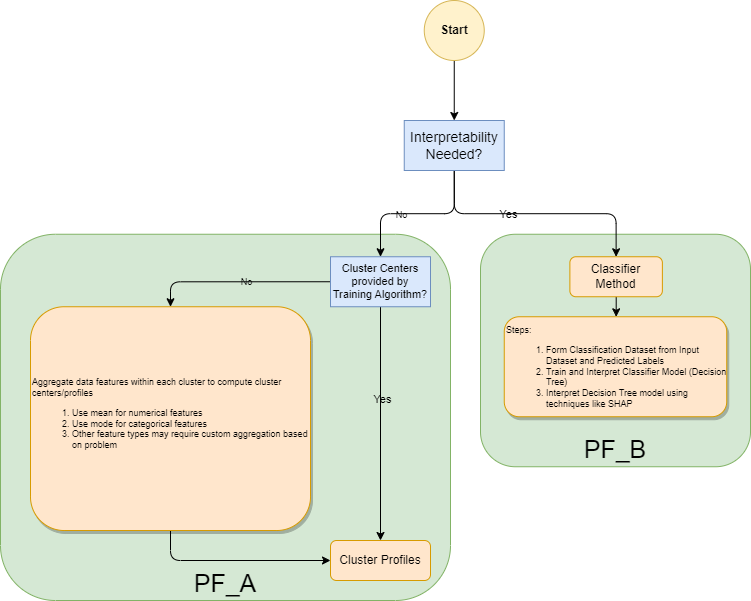 Start
Interpretability
Needed?
No
Yes
Cluster Centers
provided by
Training Algorithm?
Classifier
Method
No
Steps:
1. Form Classification Dataset from Input
Dataset and Predicted Labels
2. Train and Interpret Classifier Model (Decision
Tree)
3. Interpret Decision Tree model using
techniques like SHAP
Aggregate data features within each cluster to compute cluster
centers/profiles
1. Use mean for numerical features
2. Use mode for categorical features
3. Other feature types may require custom aggregation based
on problem
Yes
PF_B
Cluster Profiles
PF_A